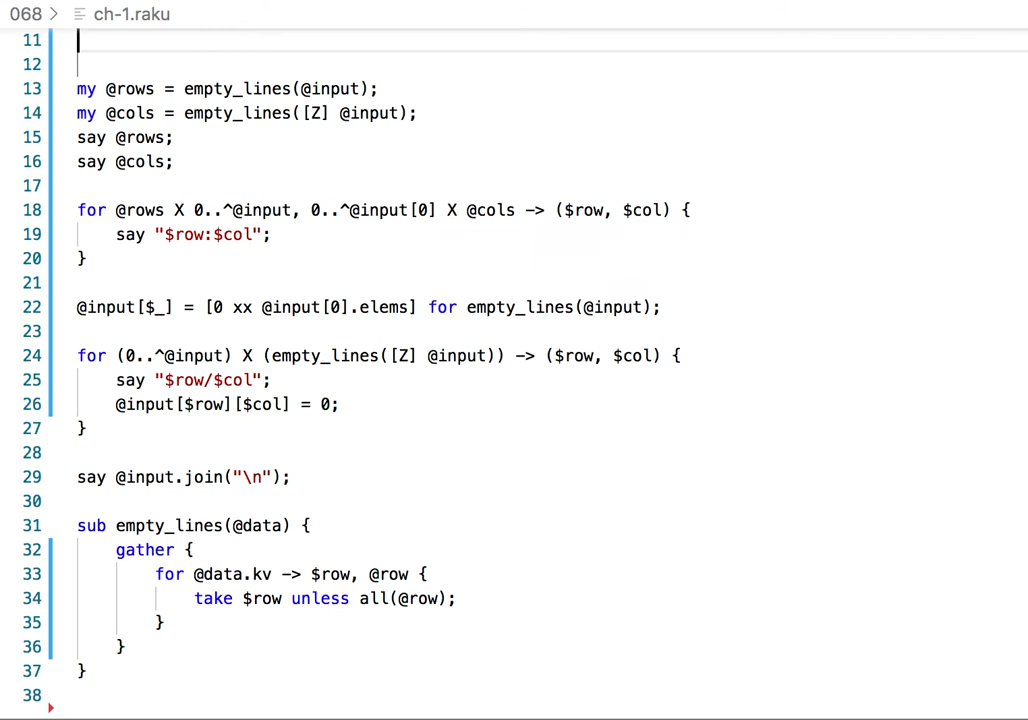 068 > ch-1.raku
11
12
13 my @rows = empty_lines(@input);
14 my @cols = empty_lines([Z] @input);
15 say @rows;
16 say @cols;
17
18 for @rows X 0..^@input, 0..^@input[0] X @cols -> ($row, $col) {
19     say "$row:$col";
20 }
21
22 @input[$_] = [0 xx @input[0].elems] for empty_lines(@input);
23
24 for (0..^@input) X (empty_lines([Z] @input)) -> ($row, $col) {
25     say "$row/$col";
26     @input[$row][$col] = 0;
27 }
28
29 say @input.join("\n");
30
31 sub empty_lines(@data) {
32     gather {
33         for @data.kv -> $row, @row {
34             take $row unless all(@row);
35         }
36     }
37 }
38